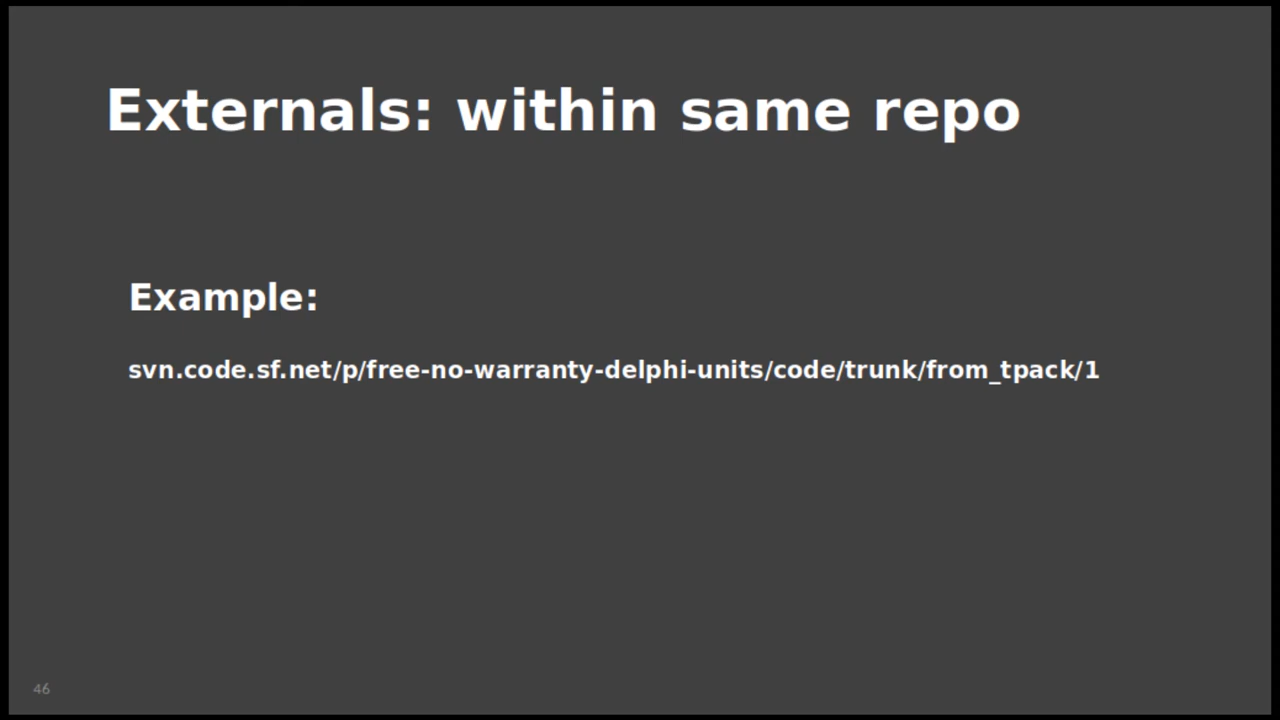 Externals: within same repo
Example:
svn.code.sf.net/p/free-no-warranty-delphi-units/code/trunk/from_tpack/1
46